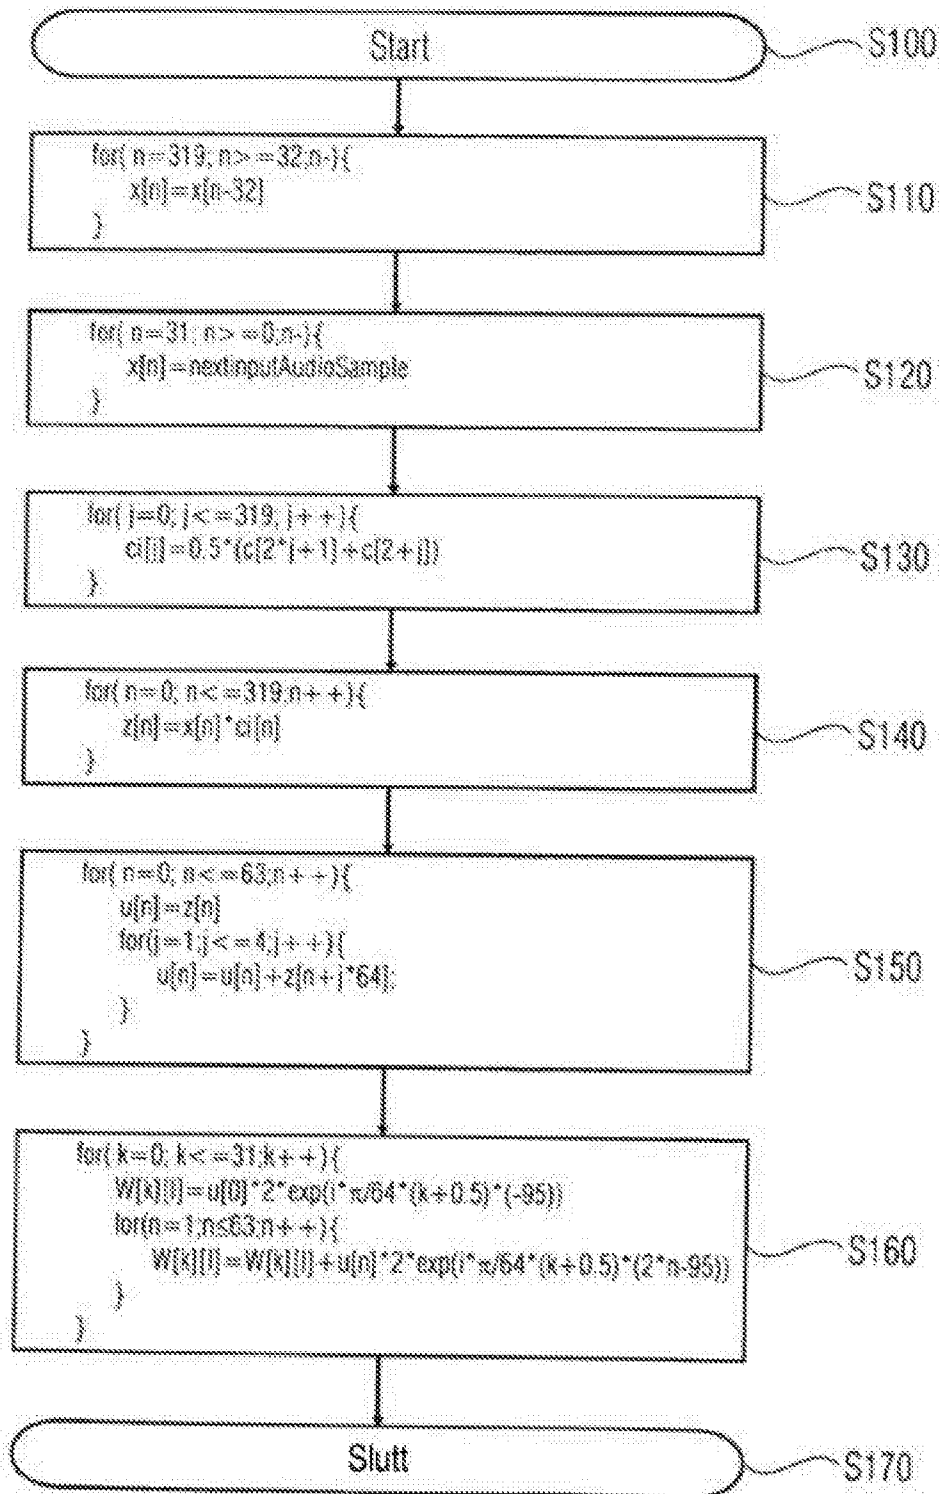 Start
S100
for( n=319; n>=32;n-){
x[n]=x[n-32]
}
S110
for( n=31; n>=0;n-){
x[n]=nextinputAudioSample
}
S120
for( j=0; j<=319; j++){
ci[j]=0.5*(c[2*j+1]+c[2+j])
}
S130
for( n=0; n<=319;n++){
z[n]=x[n]*ci[n]
}
S140
for( n=0; n<=63;n++){
u[n]=z[n]
for(j=1;j<=4;j++){
u[n]=u[n]+z[n+j*64];
}
}
S150
for( k=0; k<=31;k++){
W[k][l]=u[0]*2*exp(i*π/64*(k+0.5)*(-95))
for(n=1;n≤63;n++){
W[k][l]=W[k][l]+u[n]*2*exp(i*π/64*(k+0.5)*(2*n-95))
}
}
S160
Slutt
S170